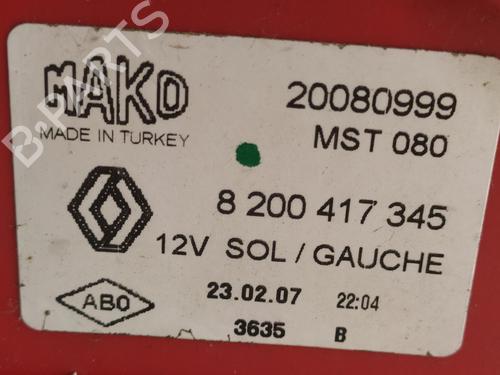 MAKO
MADE IN TURKEY
20080999
MST 080
8 200 417 345
12V SOL / GAUCHE
ABO
23.02.07 22:04
3635 B
B-PARTS